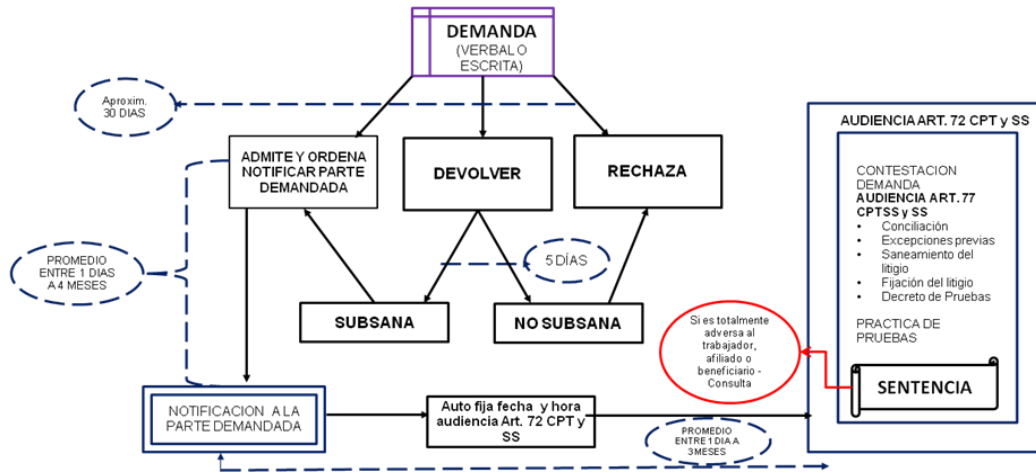 DEMANDA
(VERBAL O
ESCRITA)
Aproxim.
30 DIAS
ADMITE Y ORDENA
NOTIFICAR PARTE
DEMANDADA
DEVOLVER
RECHAZA
PROMEDIO
ENTRE 1 DIAS
A 4 MESES
5 DÍAS
SUBSANA
NO SUBSANA
NOTIFICACION A LA
PARTE DEMANDADA
Auto fija fecha y hora
audiencia Art. 72 CPT y
SS
PROMEDIO
ENTRE 1 DIA A
3 MESES
Si es totalmente
adversa al
trabajador,
afiliado o
beneficiario -
Consulta
AUDIENCIA ART. 72 CPT y SS
CONTESTACION
DEMANDA
AUDIENCIA ART. 77
CPTSS y SS
• Conciliación
• Excepciones previas
• Saneamiento del
litigio
• Fijación del litigio
• Decreto de Pruebas
PRACTICA DE
PRUEBAS
SENTENCIA